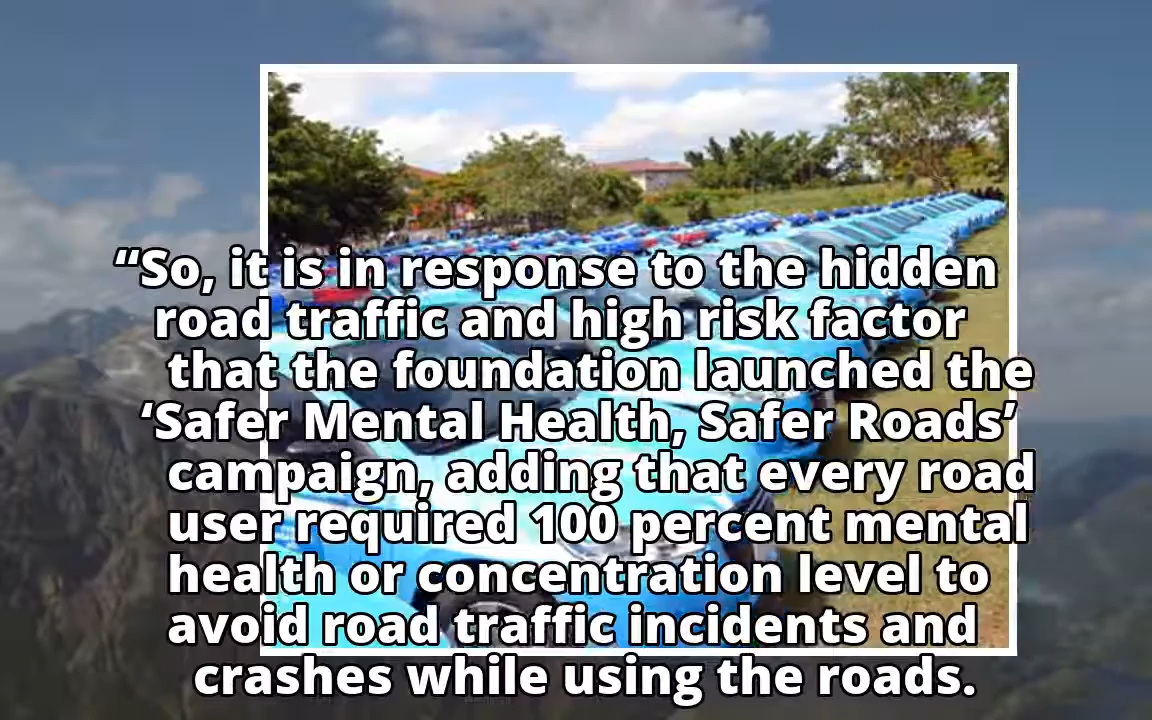 “So, it is in response to the hidden
road traffic and high risk factor
that the foundation launched the
‘Safer Mental Health, Safer Roads’
campaign, adding that every road
user required 100 percent mental
health or concentration level to
avoid road traffic incidents and
crashes while using the roads.